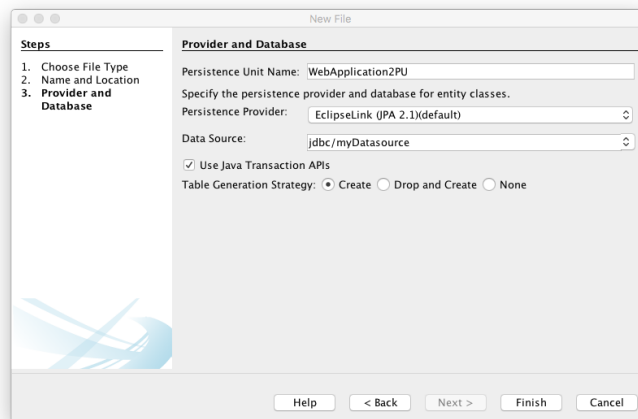 New File
Steps
1. Choose File Type
2. Name and Location
3. Provider and
Database
Provider and Database
Persistence Unit Name: WebApplication2PU
Specify the persistence provider and database for entity classes.
Persistence Provider: EclipseLink (JPA 2.1)(default)
Data Source: jdbc/myDatasource
Use Java Transaction APIs
Table Generation Strategy: Create Drop and Create None
Help < Back Next > Finish Cancel